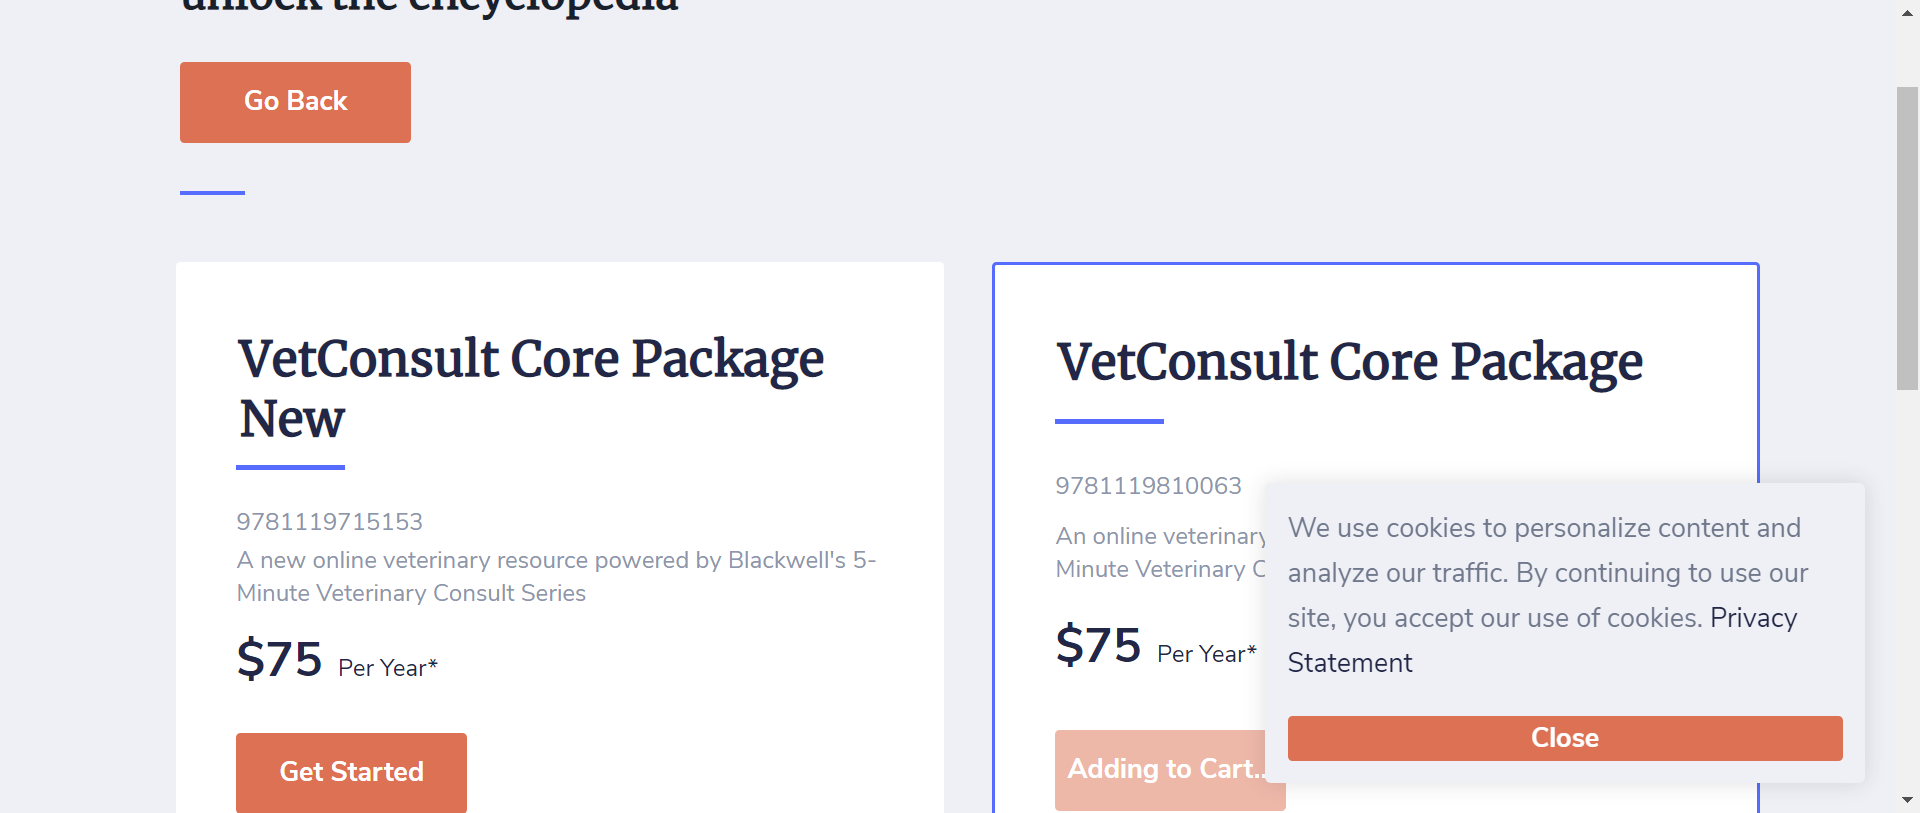 unlock the encyclopedia
Go Back
VetConsult Core Package
New
9781119715153
A new online veterinary resource powered by Blackwell's 5-
Minute Veterinary Consult Series
$75 Per Year*
Get Started
VetConsult Core Package
9781119810063
An online veterinary
Minute Veterinary C
$75 Per Year*
Adding to Cart..
We use cookies to personalize content and
analyze our traffic. By continuing to use our
site, you accept our use of cookies. Privacy
Statement
Close